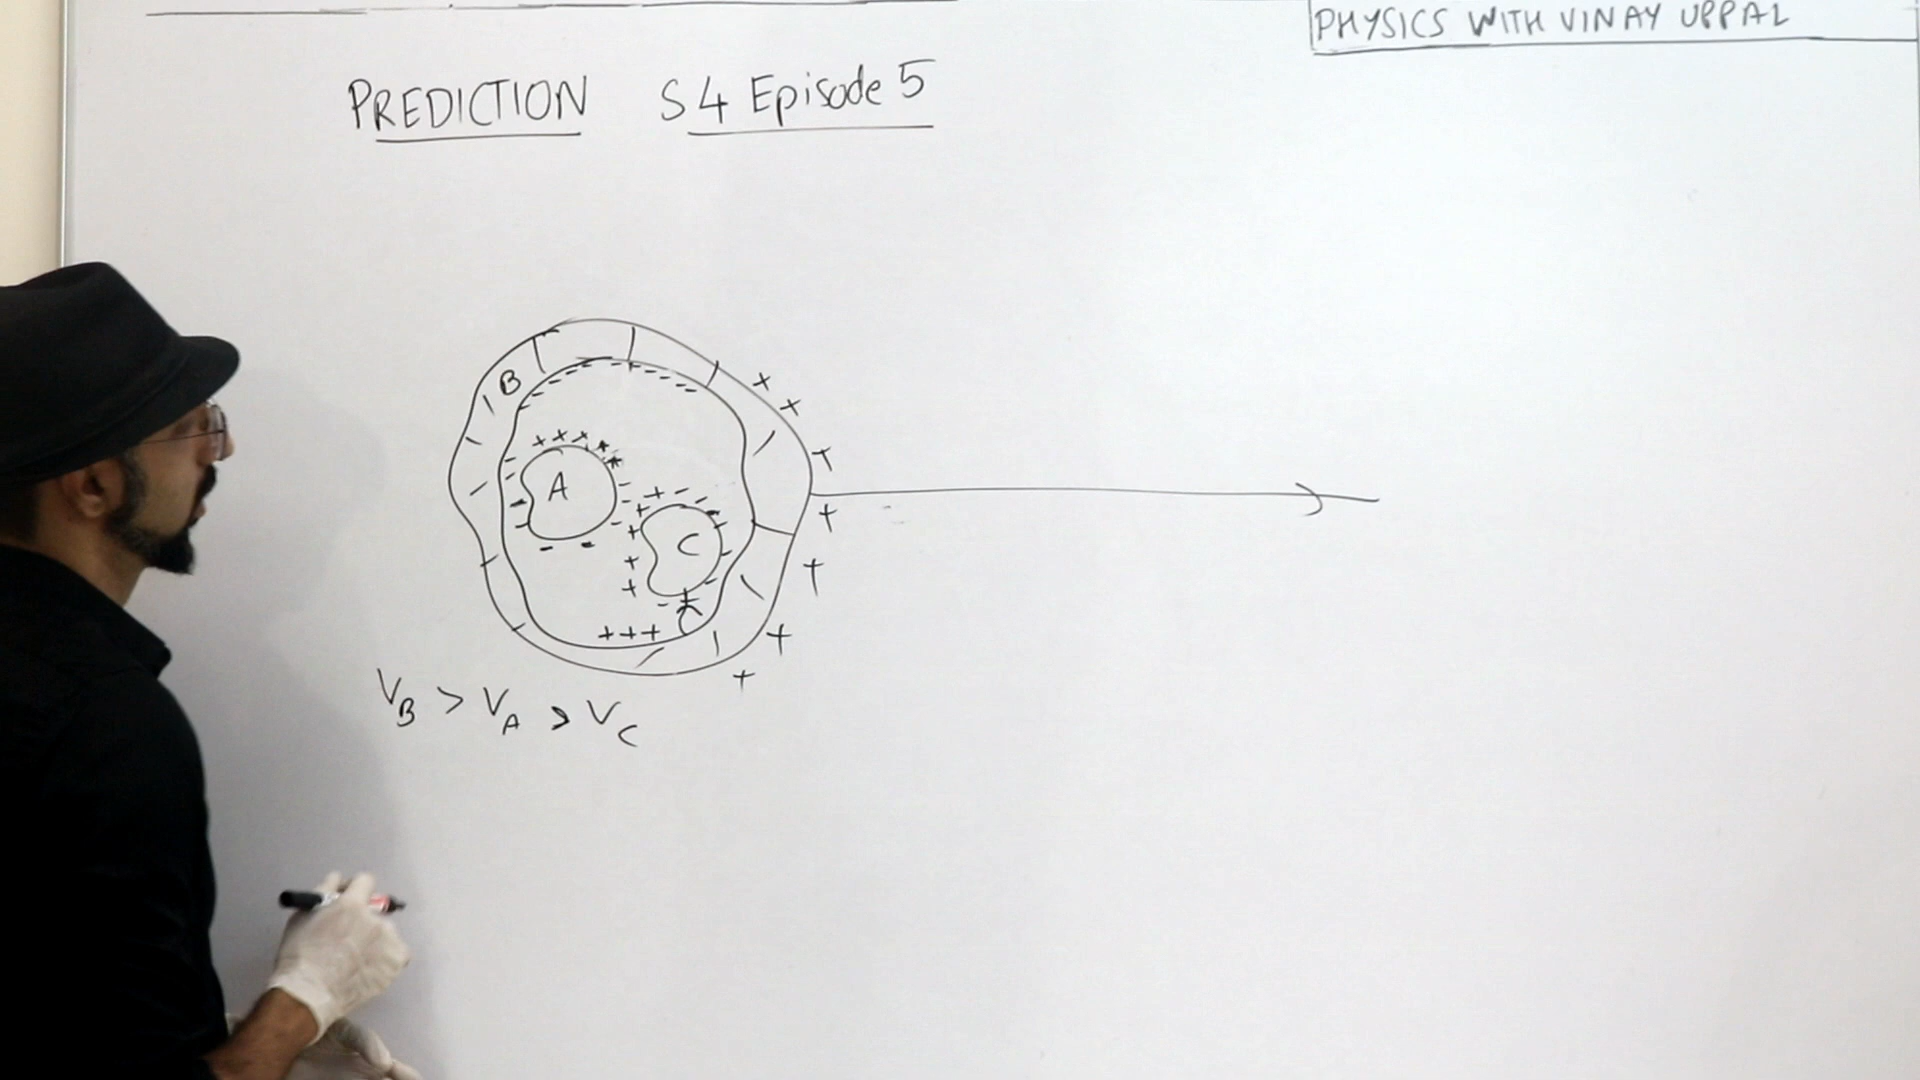 PHYSICS WITH VINAY UPPAL
PREDICTION S4 Episode 5
B
A
C
V_B > V_A > V_C